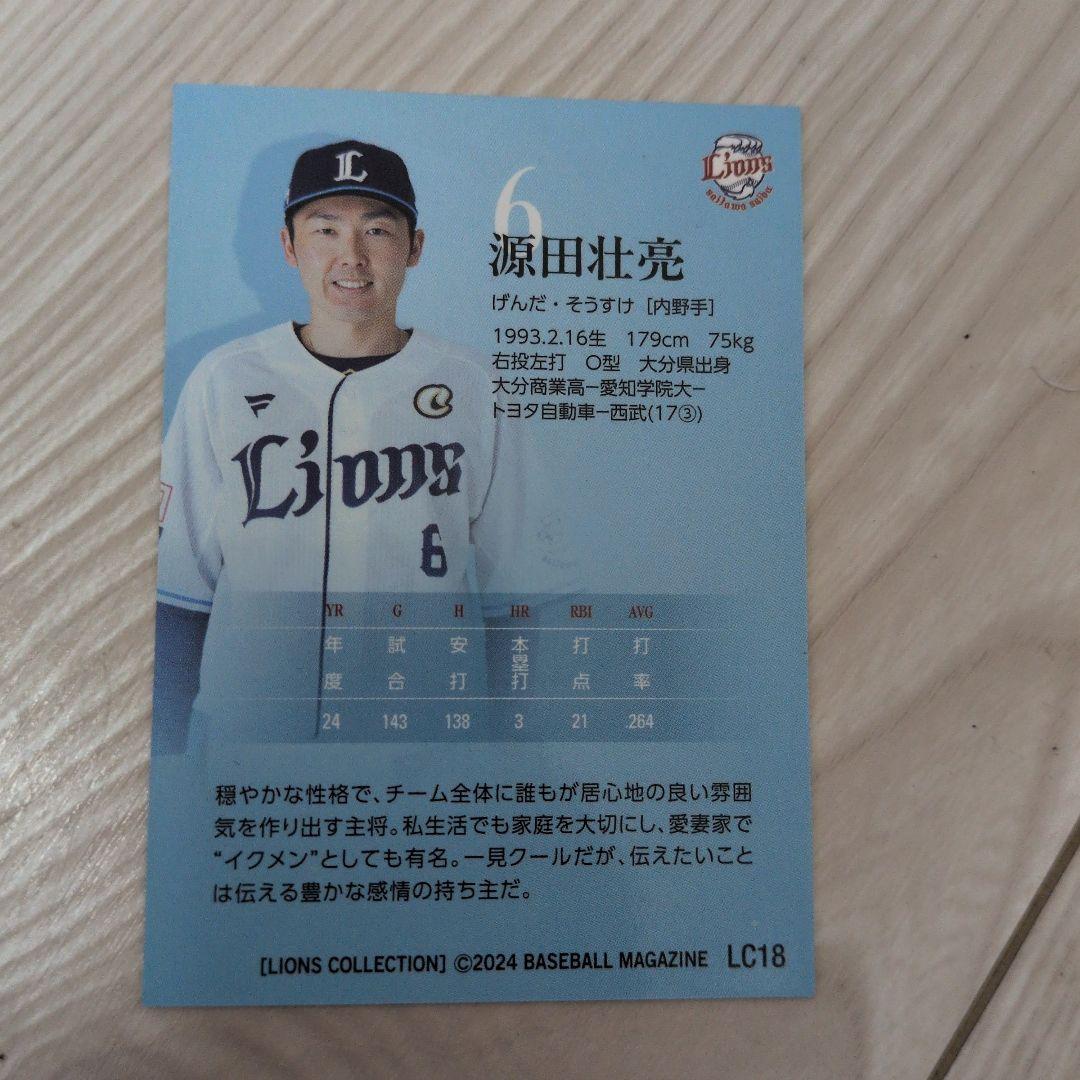 L
6
Lions
saitama seibu
源田壮亮
げんだ・そうすけ [内野手]
1993.2.16生 179cm 75kg
右投左打 O型 大分県出身
大分商業高−愛知学院大−
トヨタ自動車−西武(17③)
C
Lions
6
YR G H HR RBI AVG
年度 試合 安打 本塁打 打点 打率
24 143 138 3 21 .264
穏やかな性格で、チーム全体に誰もが居心地の良い雰囲
気を作り出す主将。私生活でも家庭を大切にし、愛妻家で
“イクメン”としても有名。一見クールだが、伝えたいこと
は伝える豊かな感情の持ち主だ。
[LIONS COLLECTION] ©2024 BASEBALL MAGAZINE LC18